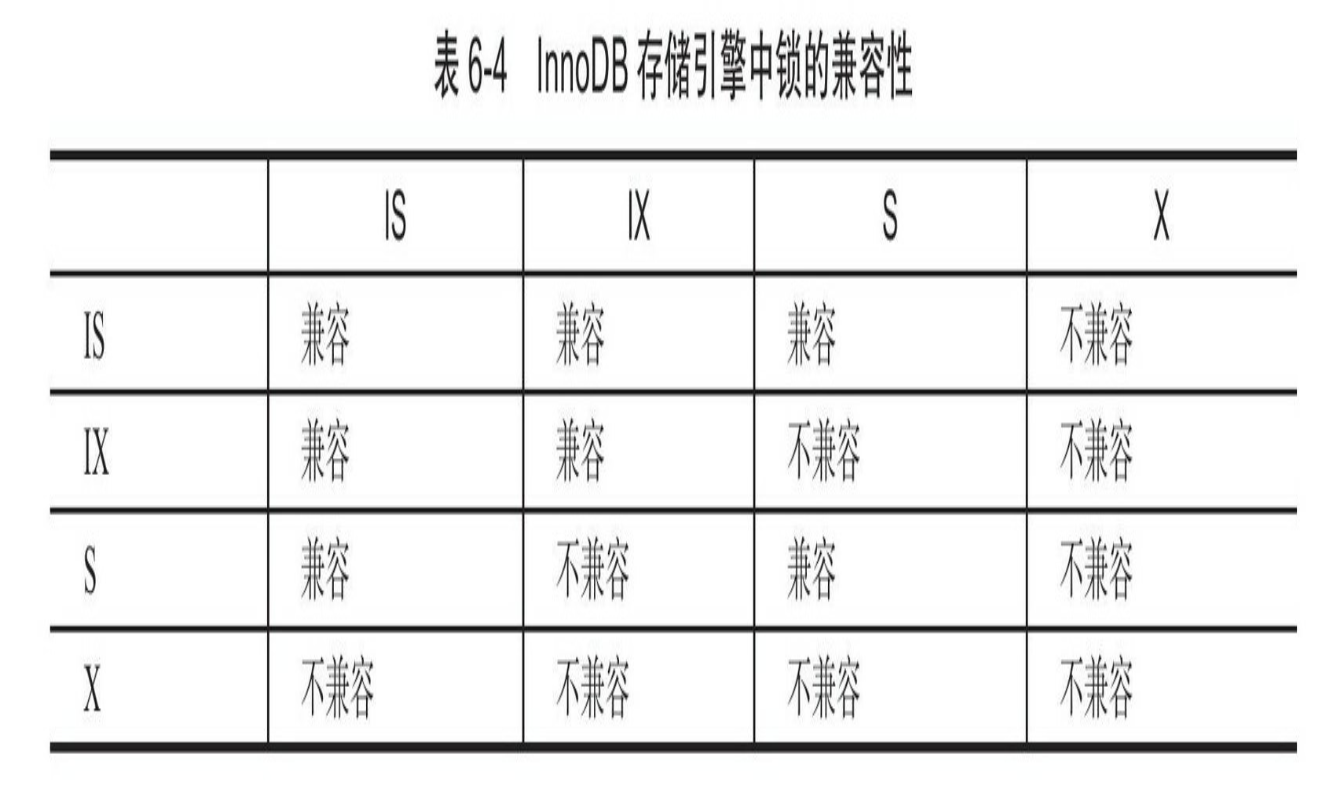 表 6-4 InnoDB 存储引擎中锁的兼容性
IS IX S X
IS 兼容 兼容 兼容 不兼容
IX 兼容 兼容 不兼容 不兼容
S 兼容 不兼容 兼容 不兼容
X 不兼容 不兼容 不兼容 不兼容